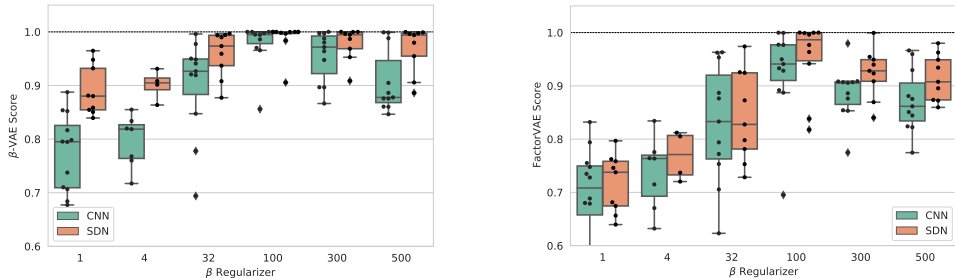 1.0
0.9
0.8
0.7
0.6
β-VAE Score
CNN
SDN
1 4 32 100 300 500
β Regularizer
1.0
0.9
0.8
0.7
0.6
FactorVAE Score
CNN
SDN
1 4 32 100 300 500
β Regularizer